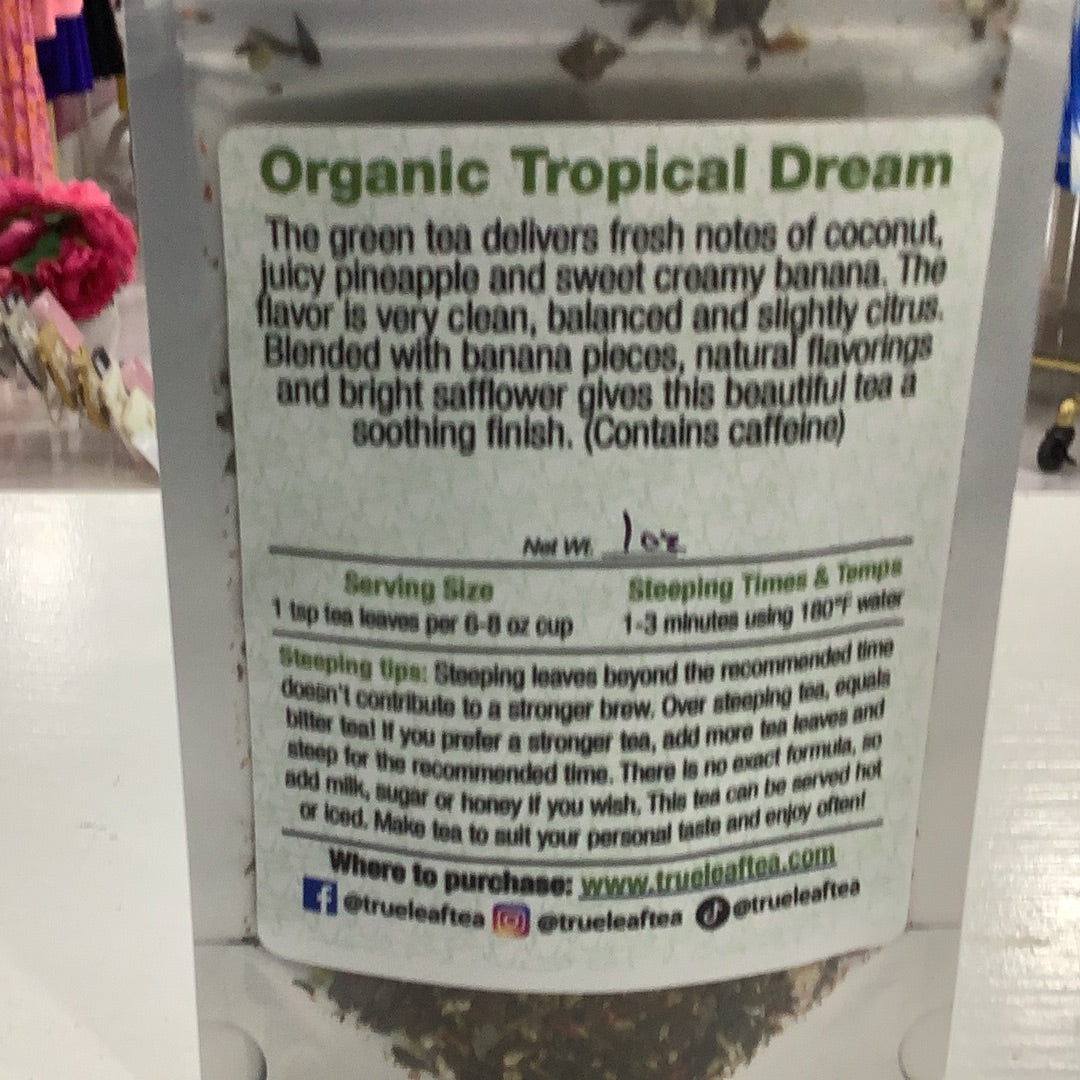 Organic Tropical Dream
The green tea delivers fresh notes of coconut,
juicy pineapple and sweet creamy banana. The
flavor is very clean, balanced and slightly citrus.
Blended with banana pieces, natural flavorings
and bright safflower gives this beautiful tea a
soothing finish. (Contains caffeine)
Net Wt. 1oz
Serving Size
1 tsp tea leaves per 6-8 oz cup
Steeping Times & Temps
1-3 minutes using 180°F water
Steeping tips: Steeping leaves beyond the recommended time
doesn't contribute to a stronger brew. Over steeping tea, equals
bitter tea! If you prefer a stronger tea, add more tea leaves and
steep for the recommended time. There is no exact formula, so
add milk, sugar or honey if you wish. This tea can be served hot
or iced. Make tea to suit your personal taste and enjoy often!
Where to purchase: www.trueleaftea.com
@trueleaftea @trueleaftea @trueleaftea